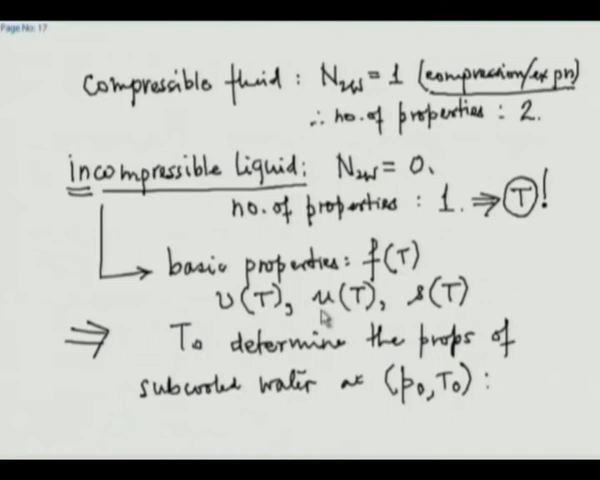 Page No: 17
Compressible fluid : N2W = 1 (compression/expn)
∴ no. of properties : 2.
incompressible liquid: N2W = 0.
no. of properties : 1. ⇒ T!
basic properties: f(T)
v(T), u(T), s(T)
⇒ To determine the props of
subcooled water at (p0, T0) :